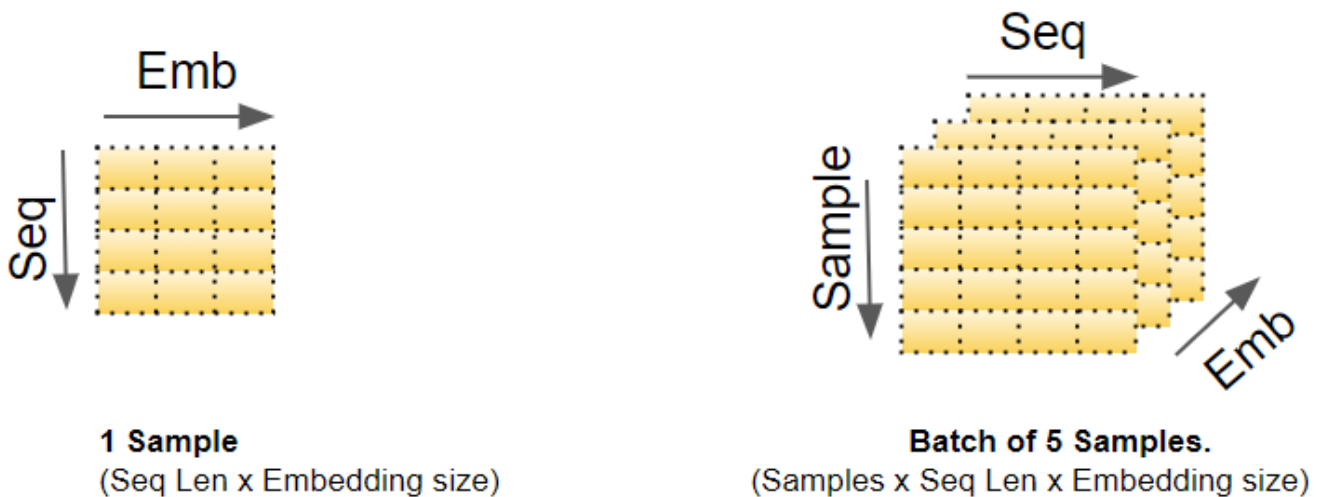 Emb
Seq
1 Sample
(Seq Len x Embedding size)
Seq
Sample
Emb
Batch of 5 Samples.
(Samples x Seq Len x Embedding size)